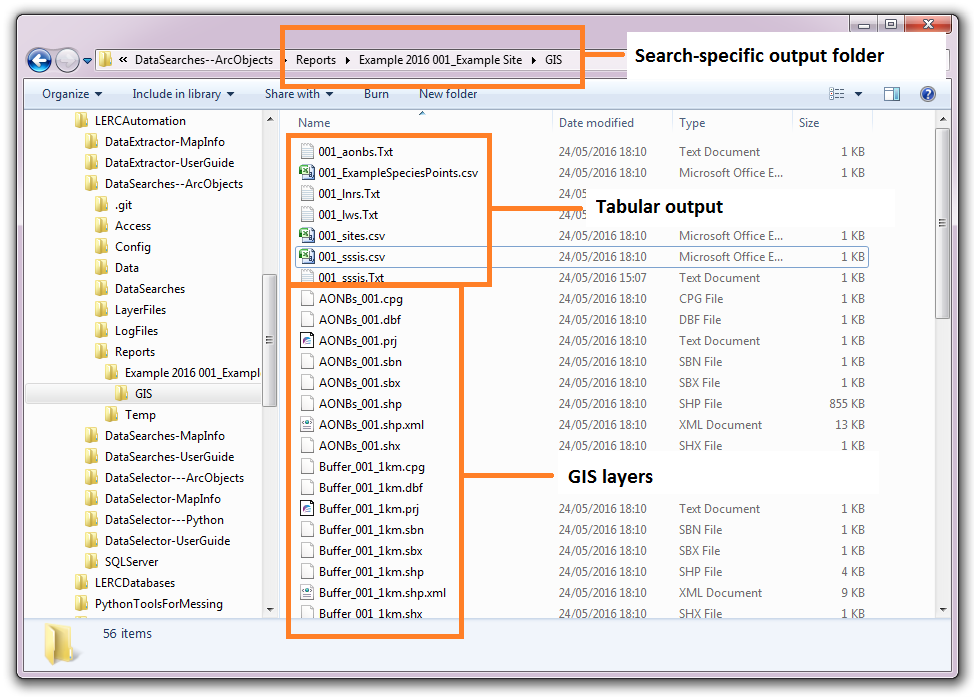 « DataSearches--ArcObjects Reports Example 2016 001_Example Site GIS
Search-specific output folder
Organize Include in library Share with Burn New folder
LERCAutomation
DataExtractor-MapInfo
DataExtractor-UserGuide
DataSearches--ArcObjects
.git
Access
Config
Data
DataSearches
LayerFiles
LogFiles
Reports
Example 2016 001_Exampl
GIS
Temp
DataSearches-MapInfo
DataSearches-UserGuide
DataSelector---ArcObjects
DataSelector-MapInfo
DataSelector---Python
DataSelector-UserGuide
SQLServer
LERCDatabases
PythonToolsForMessing
Name Date modified Type Size
001_aonbs.Txt 24/05/2016 18:10 Text Document 1 KB
001_ExampleSpeciesPoints.csv 24/05/2016 18:10 Microsoft Office E... 1 KB
001_lnrs.Txt 24/05
001_lws.Txt 24/05
001_sites.csv 24/05/2016 18:10 Microsoft Office E... 1 KB
001_sssis.csv 24/05/2016 18:10 Microsoft Office E... 1 KB
001_sssis.Txt 24/05/2016 15:07 Text Document 1 KB
Tabular output
AONBs_001.cpg 24/05/2016 18:10 CPG File 1 KB
AONBs_001.dbf 24/05/2016 18:10 DBF File 1 KB
AONBs_001.prj 24/05/2016 18:10 Text Document 1 KB
AONBs_001.sbn 24/05/2016 18:10 SBN File 1 KB
AONBs_001.sbx 24/05/2016 18:10 SBX File 1 KB
AONBs_001.shp 24/05/2016 18:10 SHP File 855 KB
AONBs_001.shp.xml 24/05/2016 18:10 XML Document 13 KB
AONBs_001.shx 24/05/2016 18:10 SHX File 1 KB
Buffer_001_1km.cpg
Buffer_001_1km.dbf
GIS layers
Buffer_001_1km.prj 24/05/2016 18:10 Text Document 1 KB
Buffer_001_1km.sbn 24/05/2016 18:10 SBN File 1 KB
Buffer_001_1km.sbx 24/05/2016 18:10 SBX File 1 KB
Buffer_001_1km.shp 24/05/2016 18:10 SHP File 4 KB
Buffer_001_1km.shp.xml 24/05/2016 18:10 XML Document 9 KB
Buffer_001_1km.shx 24/05/2016 18:10 SHX File 1 KB
56 items